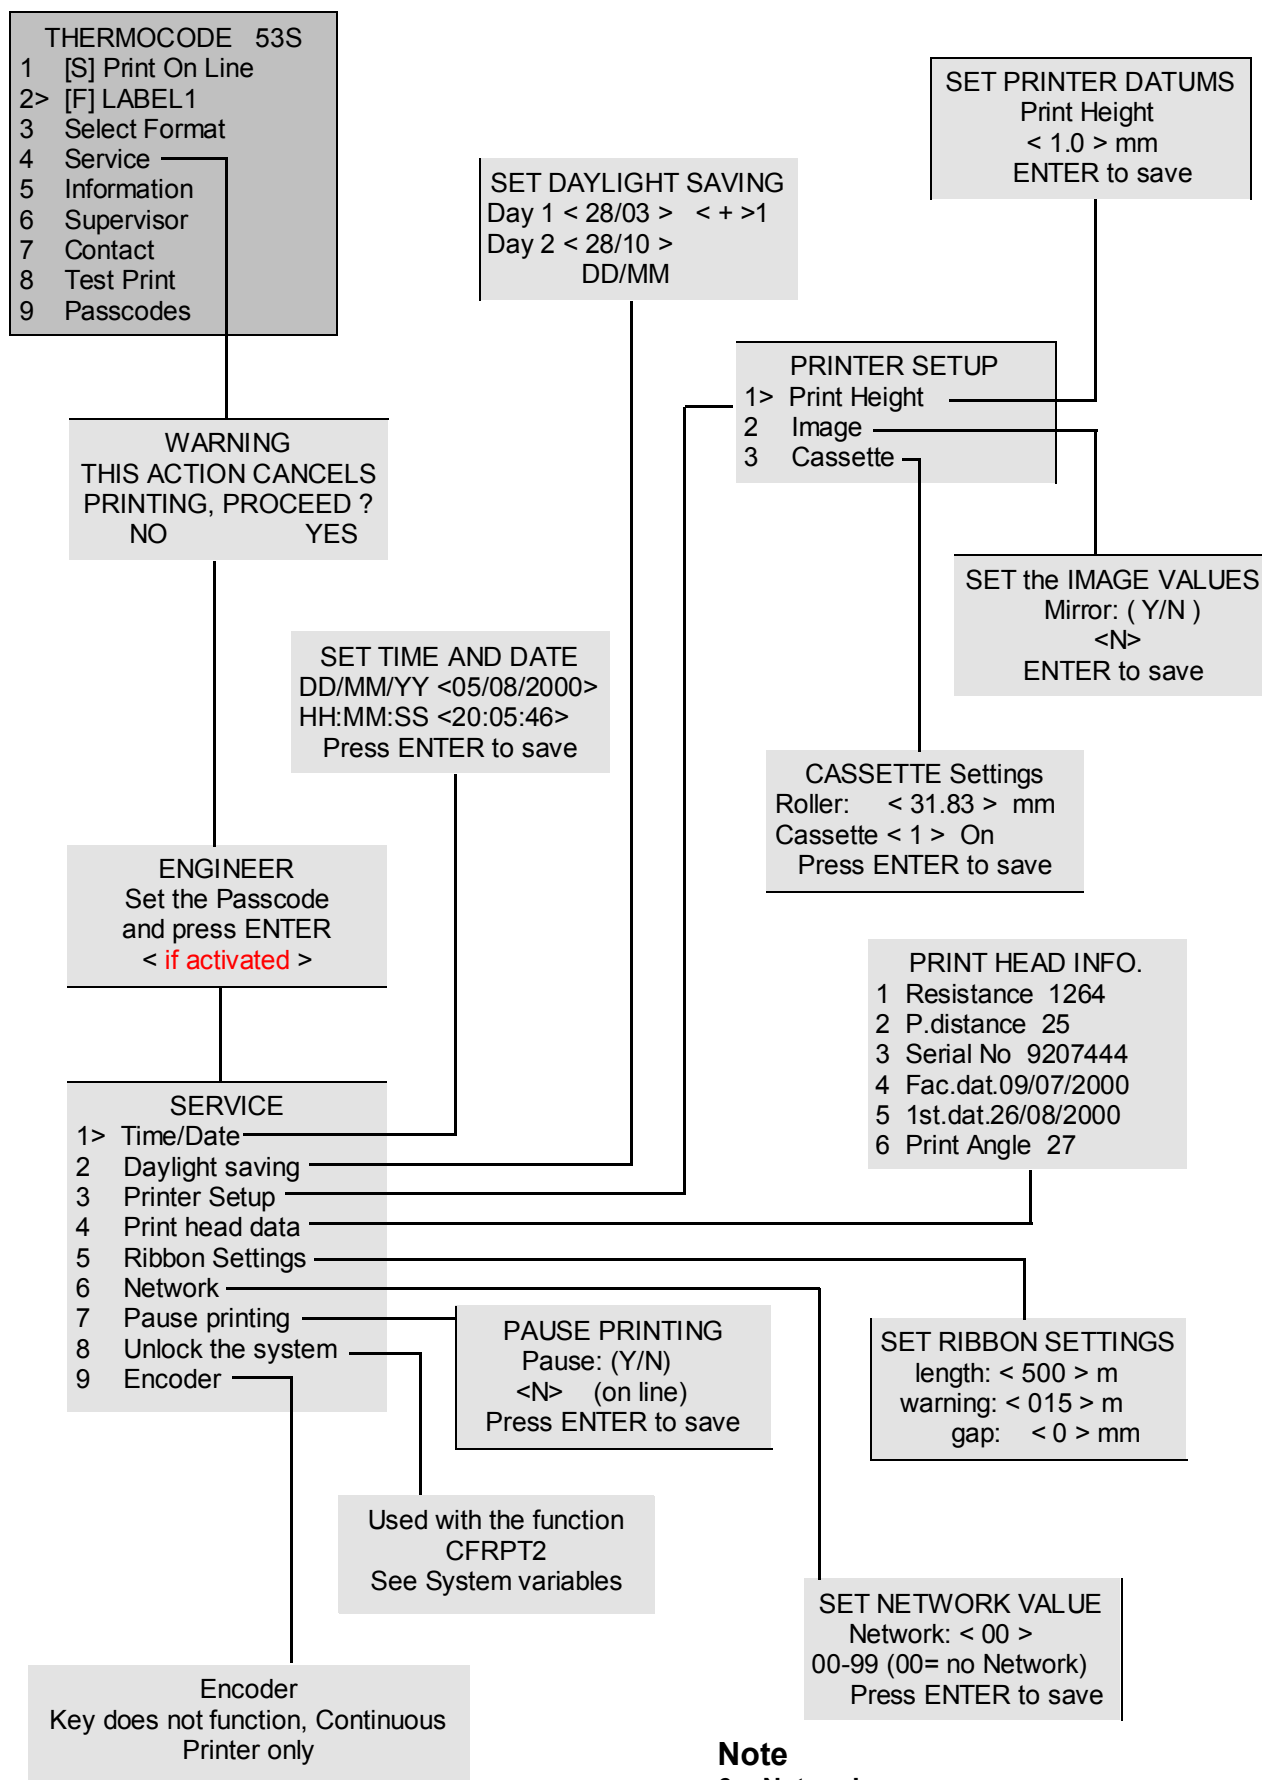 THERMOCODE 53S
1 [S] Print On Line
2> [F] LABEL1
3 Select Format
4 Service
5 Information
6 Supervisor
7 Contact
8 Test Print
9 Passcodes
SET PRINTER DATUMS
Print Height
< 1.0 > mm
ENTER to save
SET DAYLIGHT SAVING
Day 1 < 28/03 > < + >1
Day 2 < 28/10 >
DD/MM
PRINTER SETUP
1> Print Height
2 Image
3 Cassette
WARNING
THIS ACTION CANCELS
PRINTING, PROCEED ?
NO YES
SET the IMAGE VALUES
Mirror: ( Y/N )
<N>
ENTER to save
SET TIME AND DATE
DD/MM/YY <05/08/2000>
HH:MM:SS <20:05:46>
Press ENTER to save
CASSETTE Settings
Roller: < 31.83 > mm
Cassette < 1 > On
Press ENTER to save
ENGINEER
Set the Passcode
and press ENTER
< if activated >
PRINT HEAD INFO.
1 Resistance 1264
2 P.distance 25
3 Serial No 9207444
4 Fac.dat.09/07/2000
5 1st.dat.26/08/2000
6 Print Angle 27
SERVICE
1> Time/Date
2 Daylight saving
3 Printer Setup
4 Print head data
5 Ribbon Settings
6 Network
7 Pause printing
8 Unlock the system
9 Encoder
PAUSE PRINTING
Pause: (Y/N)
<N> (on line)
Press ENTER to save
SET RIBBON SETTINGS
length: < 500 > m
warning: < 015 > m
gap: < 0 > mm
Used with the function
CFRPT2
See System variables
SET NETWORK VALUE
Network: < 00 >
00-99 (00= no Network)
Press ENTER to save
Encoder
Key does not function, Continuous
Printer only
Note